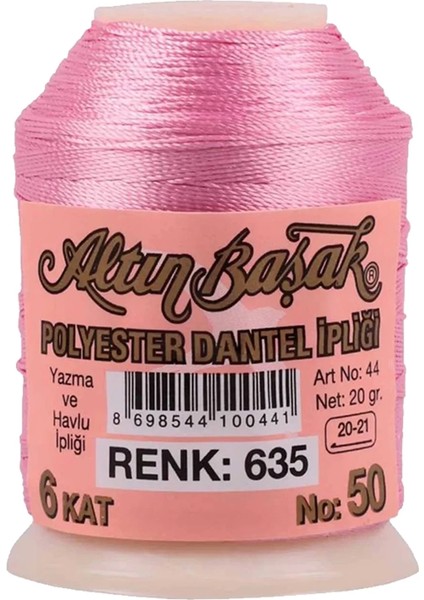 Altın Başak ®
POLYESTER DANTEL İPLİĞİ
Yazma
ve
Havlu
İpliği
8 698544 100441
Art No: 44
Net: 20 gr.
20-21
RENK: 635
6 KAT
No: 50